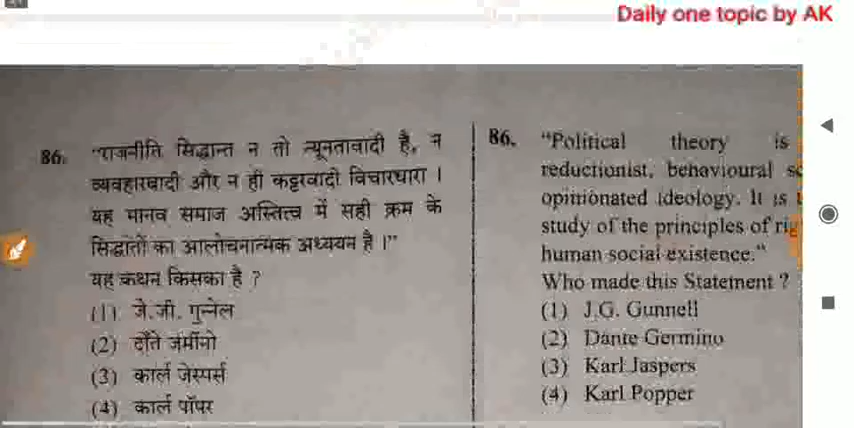 Daily one topic by AK
86. "राजनीति सिद्धान्त न तो न्यूनतावादी है, न
व्यवहारवादी और न ही कट्टरवादी विचारधारा ।
यह मानव समाज अस्तित्व में सही क्रम के
सिद्धांतों का आलोचनात्मक अध्ययन है ।"
यह कथन किसका है ?
(1) जे.जी. गुन्नेल
(2) दाँते जर्मीनो
(3) कार्ल जेस्पर्स
(4) कार्ल पॉपर
86. "Political theory is
reductionist, behavioural
opinionated ideology. It is
study of the principles of
human social existence."
Who made this Statement ?
(1) J.G. Gunnell
(2) Dante Germino
(3) Karl Jaspers
(4) Karl Popper